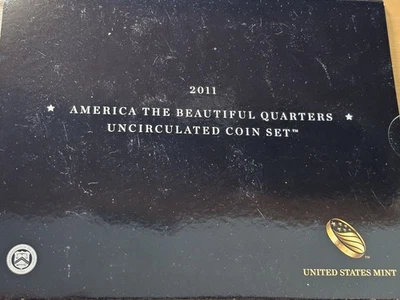 2011
★ AMERICA THE BEAUTIFUL QUARTERS ★
UNCIRCULATED COIN SET™
UNITED STATES MINT